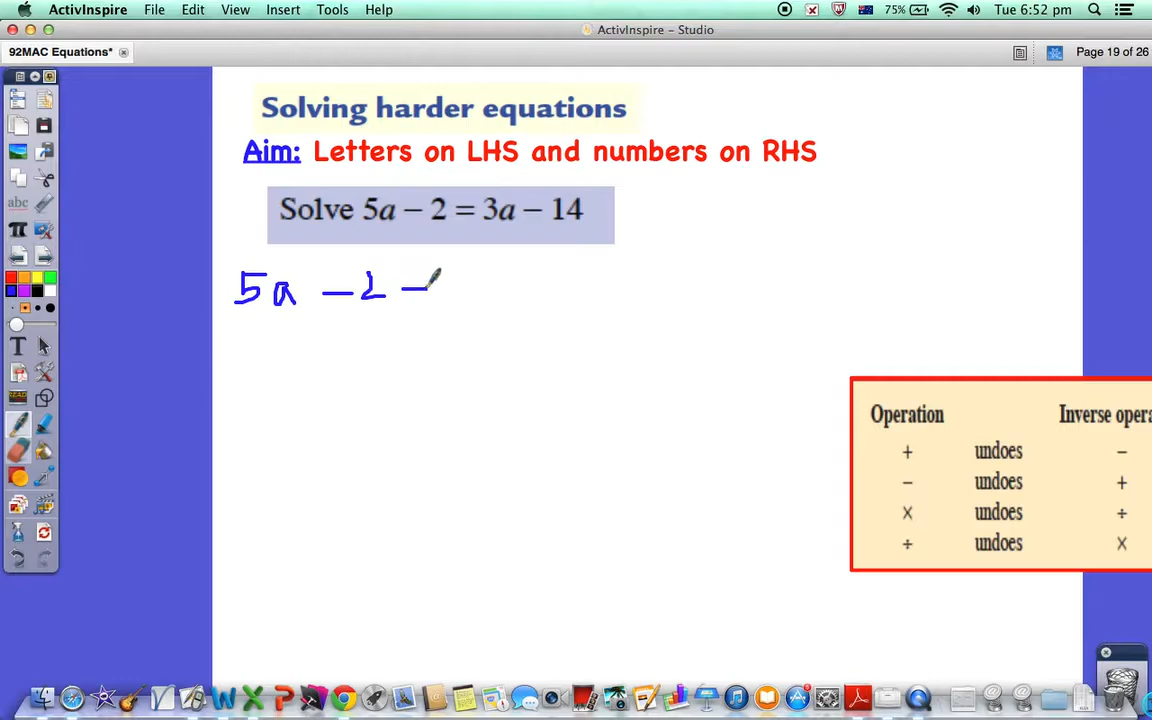 ActivInspire File Edit View Insert Tools Help 75% Tue 6:52 pm
ActivInspire – Studio
92MAC Equations* Page 19 of 26
Solving harder equations
Aim: Letters on LHS and numbers on RHS
Solve 5a – 2 = 3a – 14
5a – 2 –
Operation Inverse opera
+ undoes –
– undoes +
× undoes ÷
÷ undoes ×
abc
π
T